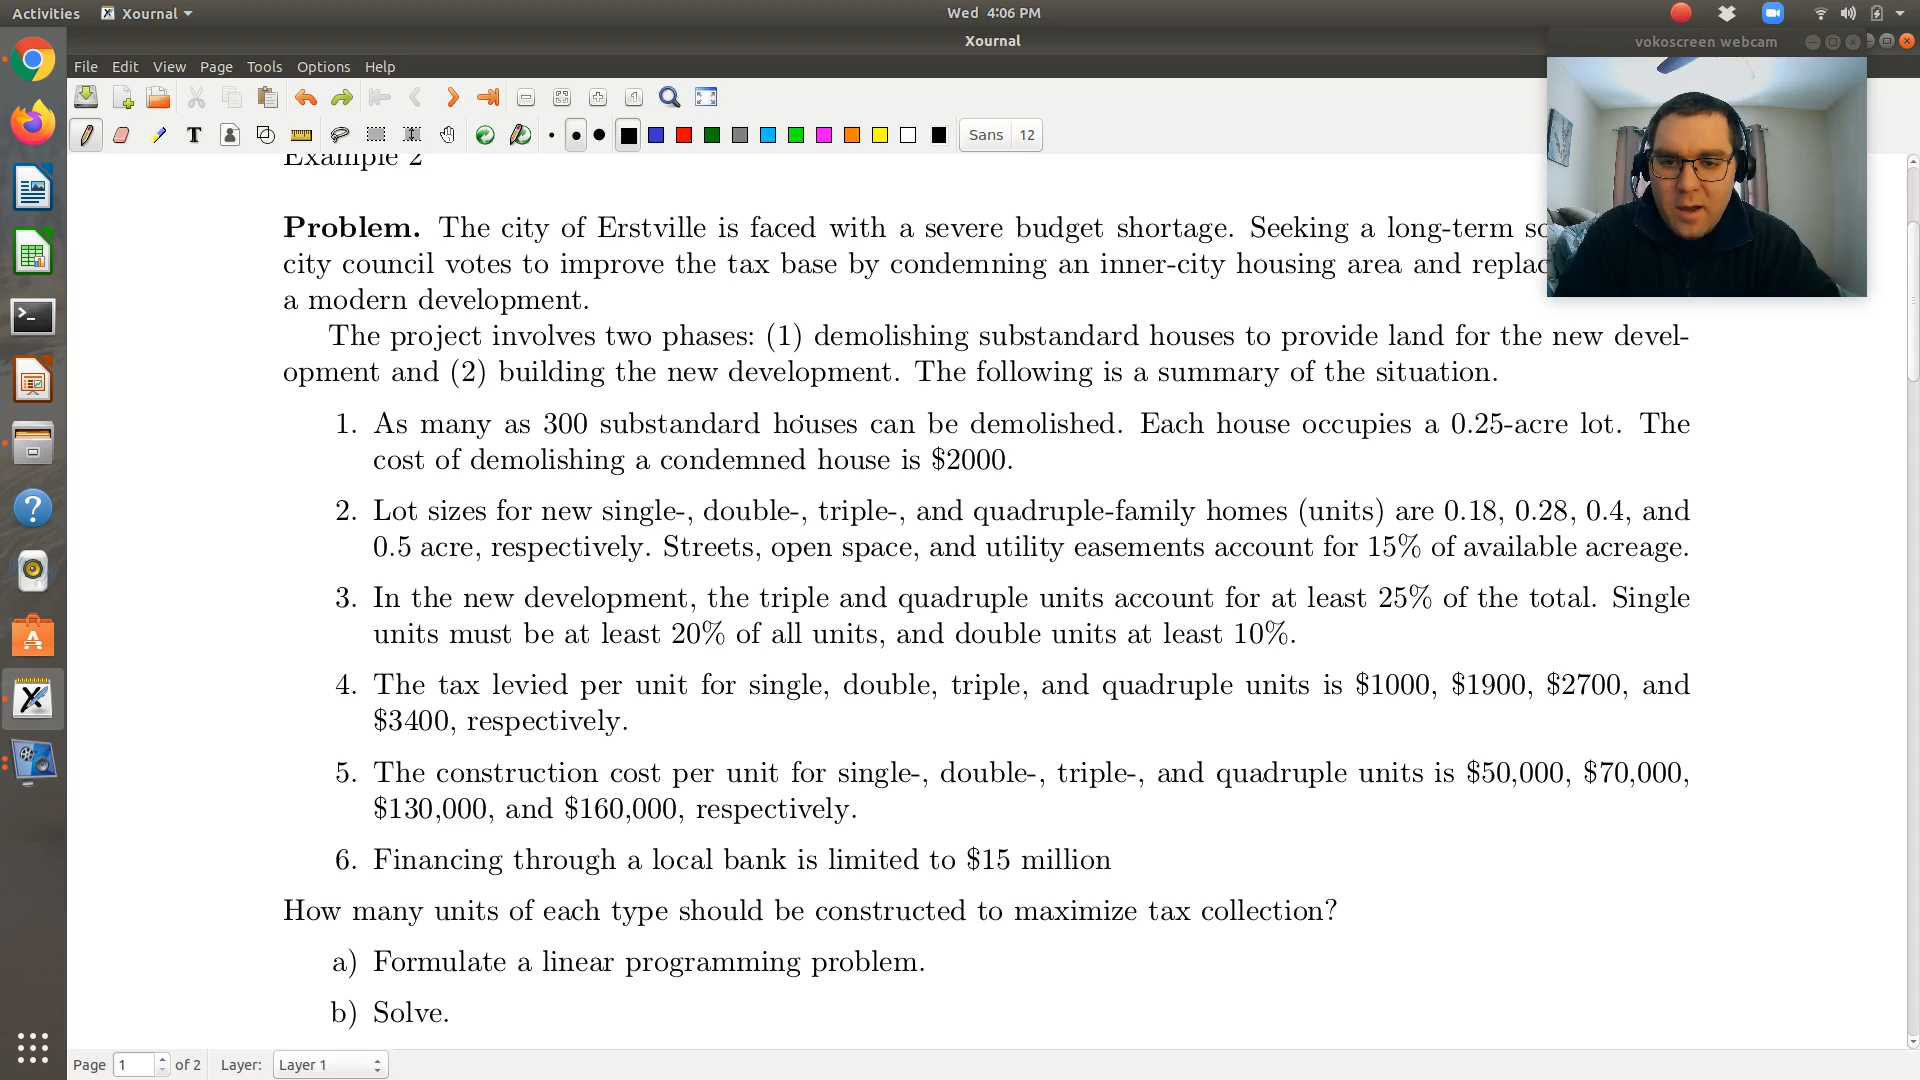 Activities Xournal Wed 4:06 PM
Xournal
vokoscreen webcam
File Edit View Page Tools Options Help
T Sans 12
Example 2
Problem. The city of Erstville is faced with a severe budget shortage. Seeking a long-term so
city council votes to improve the tax base by condemning an inner-city housing area and replac
a modern development.
The project involves two phases: (1) demolishing substandard houses to provide land for the new devel-
opment and (2) building the new development. The following is a summary of the situation.
1. As many as 300 substandard houses can be demolished. Each house occupies a 0.25-acre lot. The
cost of demolishing a condemned house is $2000.
2. Lot sizes for new single-, double-, triple-, and quadruple-family homes (units) are 0.18, 0.28, 0.4, and
0.5 acre, respectively. Streets, open space, and utility easements account for 15% of available acreage.
3. In the new development, the triple and quadruple units account for at least 25% of the total. Single
units must be at least 20% of all units, and double units at least 10%.
4. The tax levied per unit for single, double, triple, and quadruple units is $1000, $1900, $2700, and
$3400, respectively.
5. The construction cost per unit for single-, double-, triple-, and quadruple units is $50,000, $70,000,
$130,000, and $160,000, respectively.
6. Financing through a local bank is limited to $15 million
How many units of each type should be constructed to maximize tax collection?
a) Formulate a linear programming problem.
b) Solve.
Page 1 of 2 Layer: Layer 1